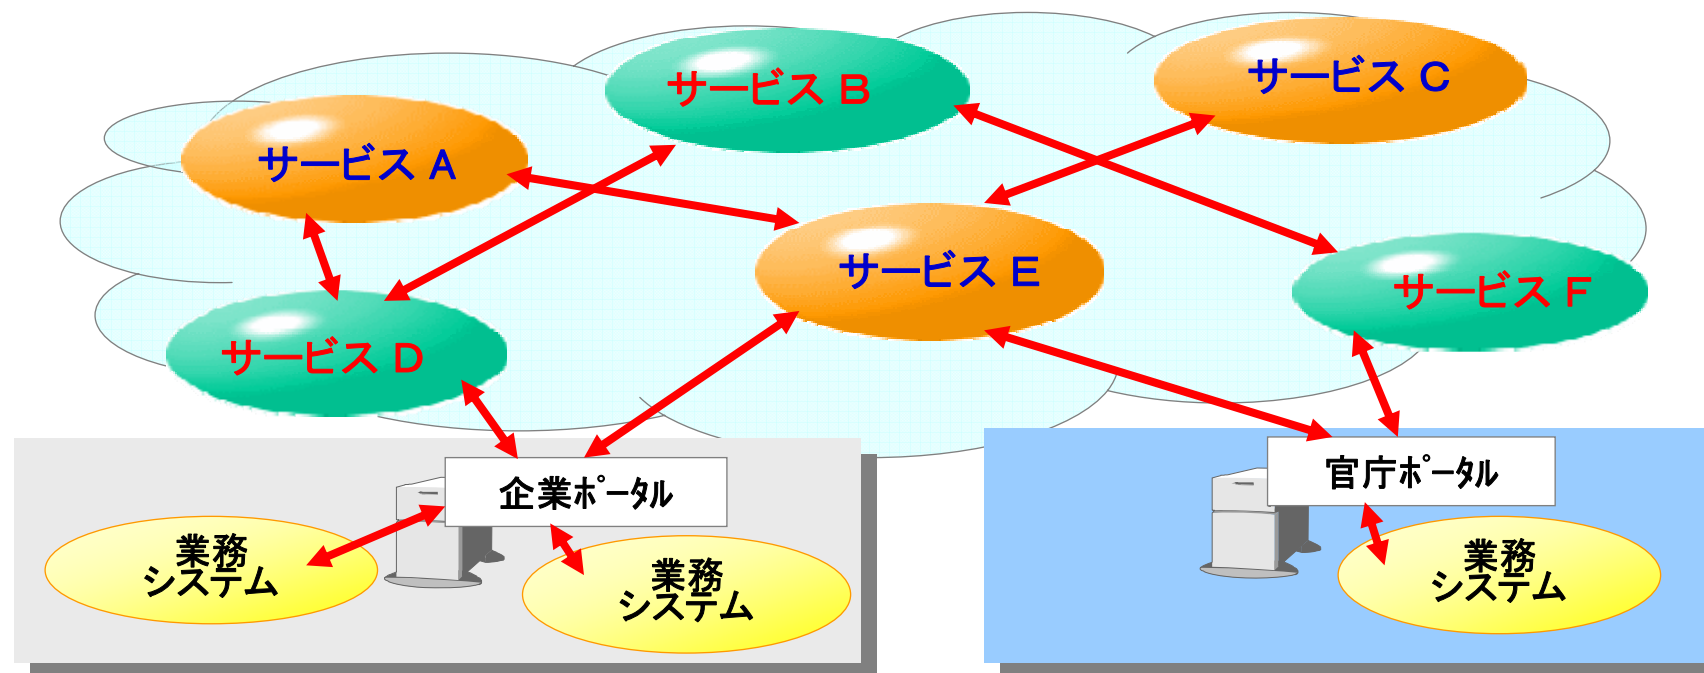 サービス B
サービス C
サービス A
サービス E
サービス F
サービス D
企業ﾎﾟｰﾀﾙ
官庁ﾎﾟｰﾀﾙ
業務
システム
業務
システム
業務
システム